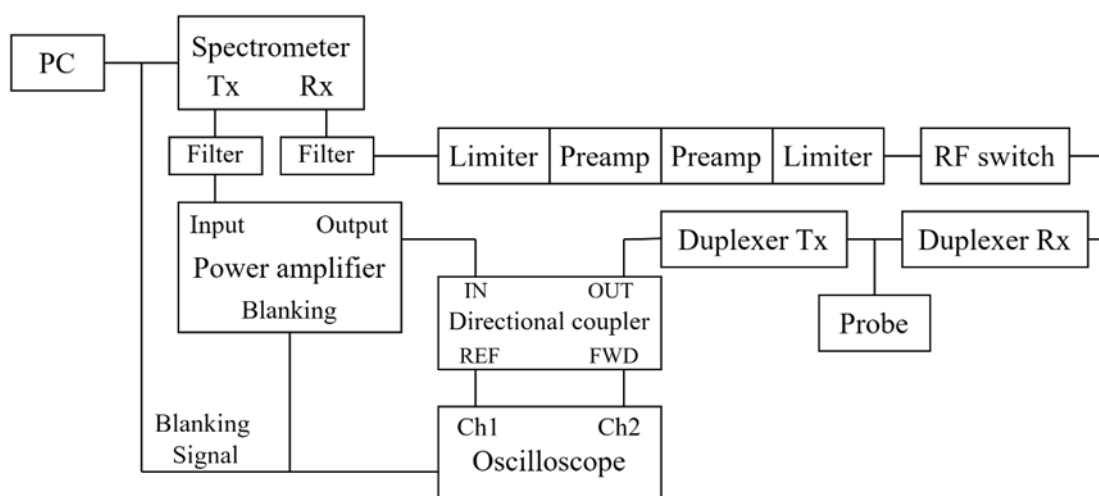 PC
Spectrometer
Tx Rx
Filter
Filter
Limiter
Preamp
Preamp
Limiter
RF switch
Input Output
Power amplifier
Blanking
Duplexer Tx
Duplexer Rx
IN OUT
Directional coupler
REF FWD
Probe
Blanking
Signal
Ch1 Ch2
Oscilloscope